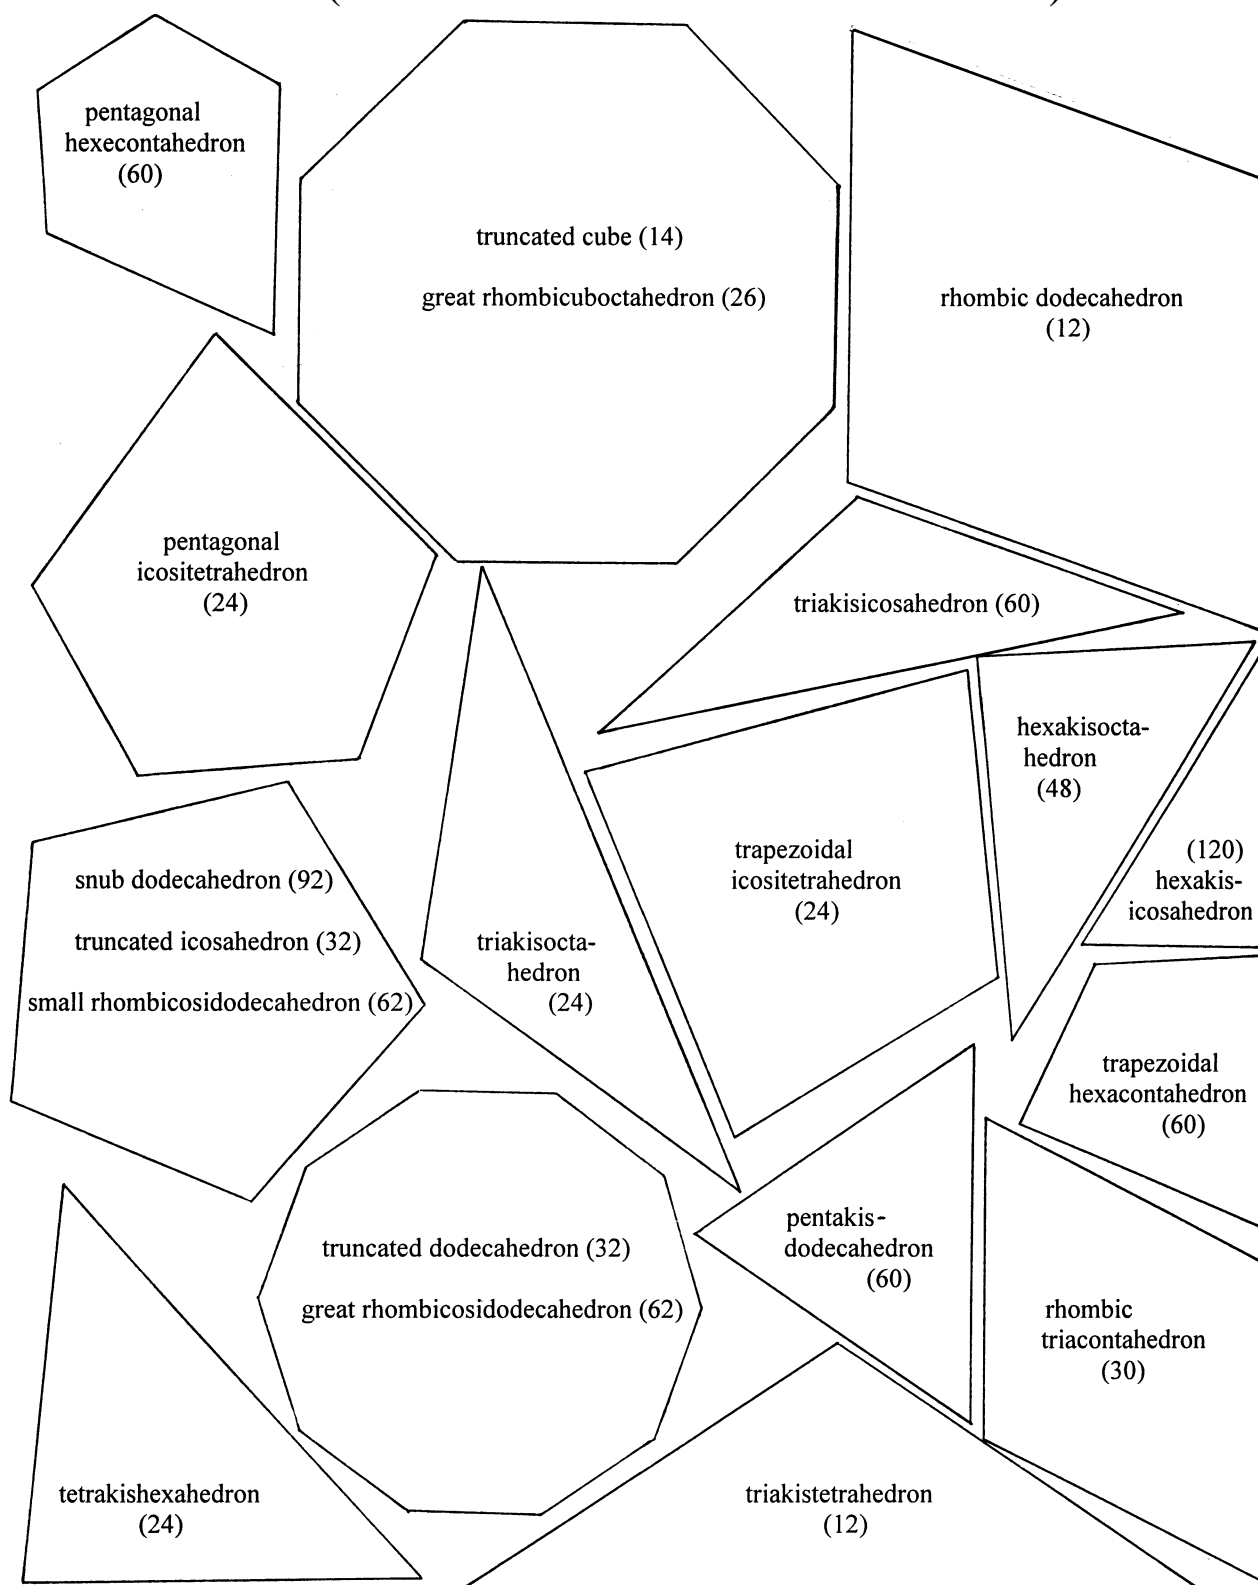 pentagonal
hexecontahedron
(60)
truncated cube (14)
great rhombicuboctahedron (26)
rhombic dodecahedron
(12)
pentagonal
icositetrahedron
(24)
triakisicosahedron (60)
hexakisocta-
hedron
(48)
(120)
hexakis-
icosahedron
trapezoidal
icositetrahedron
(24)
snub dodecahedron (92)
truncated icosahedron (32)
small rhombicosidodecahedron (62)
triakisocta-
hedron
(24)
trapezoidal
hexacontahedron
(60)
pentakis-
dodecahedron
(60)
truncated dodecahedron (32)
great rhombicosidodecahedron (62)
rhombic
triacontahedron
(30)
tetrakishexahedron
(24)
triakistetrahedron
(12)